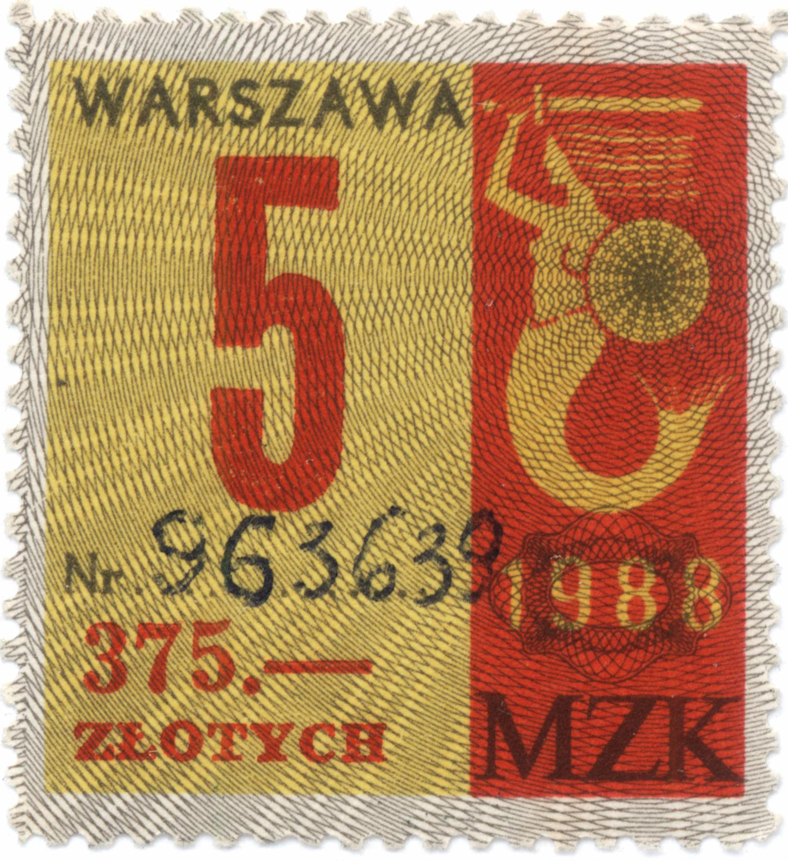 WARSZAWA
5
Nr. 963639
1988
375.—
ZŁOTYCH
MZK